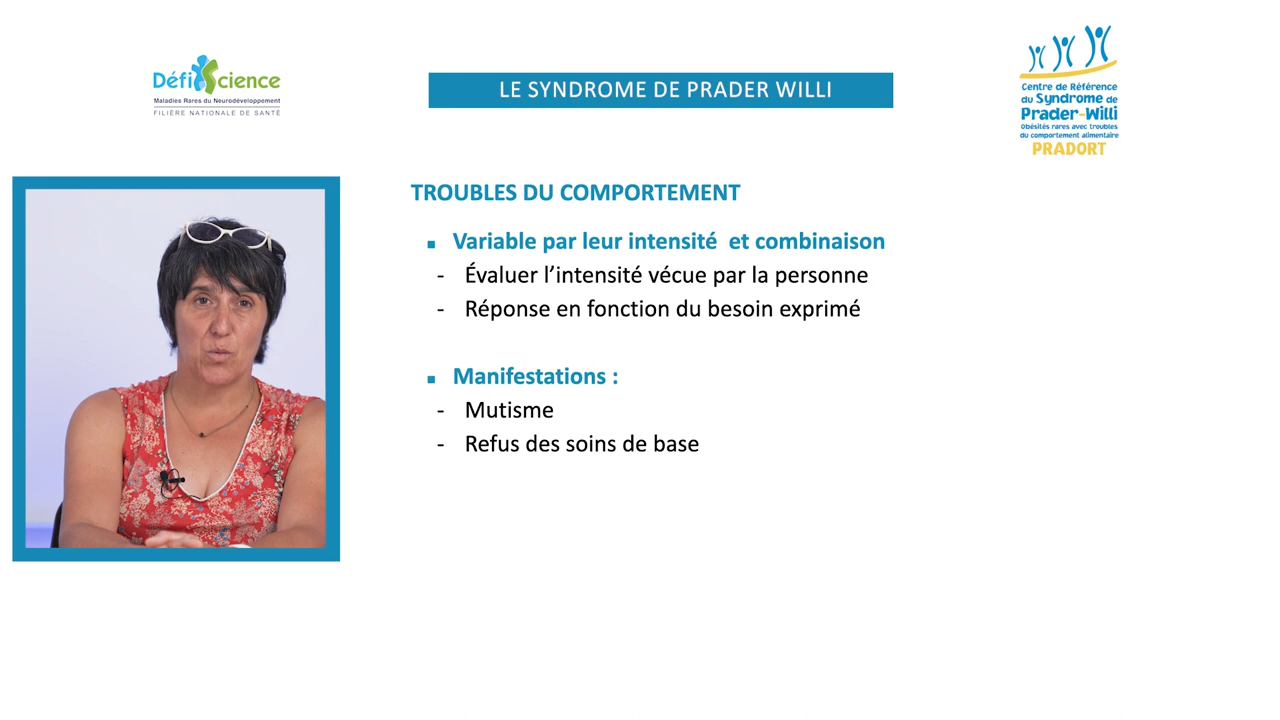 DéfiScience
Maladies Rares du Neurodéveloppement
FILIÈRE NATIONALE DE SANTÉ
LE SYNDROME DE PRADER WILLI
Centre de Référence
du Syndrome de
Prader-Willi
Obésités rares avec troubles
du comportement alimentaire
PRADORT
TROUBLES DU COMPORTEMENT
▪ Variable par leur intensité et combinaison
- Évaluer l’intensité vécue par la personne
- Réponse en fonction du besoin exprimé
▪ Manifestations :
- Mutisme
- Refus des soins de base